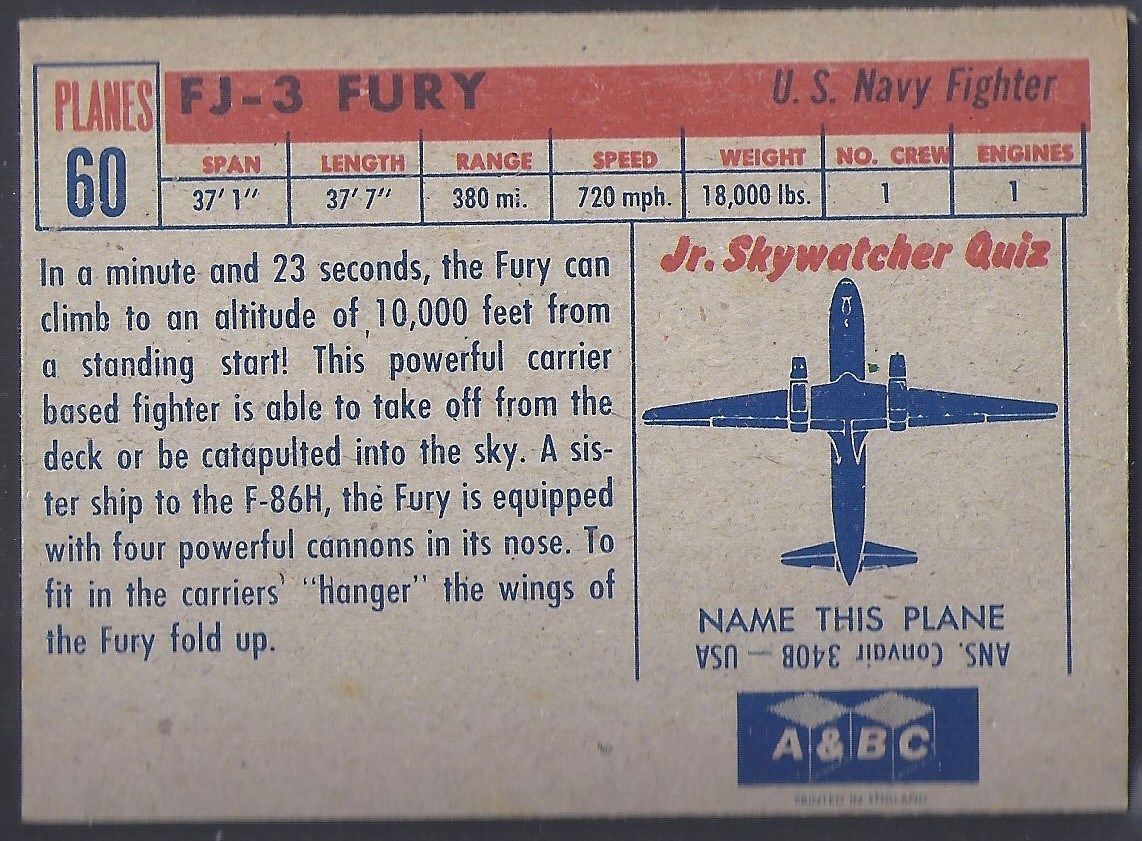 PLANES
60
FJ-3 FURY
U. S. Navy Fighter
SPAN LENGTH RANGE SPEED WEIGHT NO. CREW ENGINES
37' 1" 37' 7" 380 mi. 720 mph. 18,000 lbs. 1 1
In a minute and 23 seconds, the Fury can
climb to an altitude of 10,000 feet from
a standing start! This powerful carrier
based fighter is able to take off from the
deck or be catapulted into the sky. A sis-
ter ship to the F-86H, the Fury is equipped
with four powerful cannons in its nose. To
fit in the carriers' "Hanger" the wings of
the Fury fold up.
Jr. Skywatcher Quiz
NAME THIS PLANE
ANS. Convair 340B — USA
A & B C
PRINTED IN ENGLAND